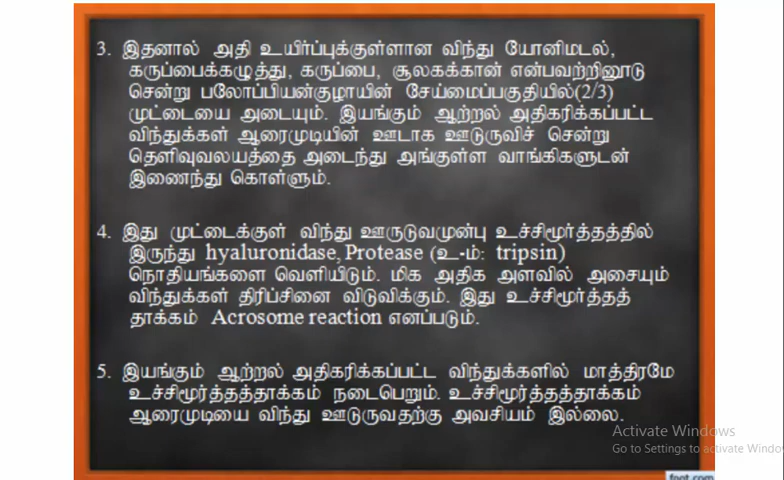 3. இதனால் அதி உயிர்ப்புக்குள்ளான விந்து யோனிமடல்,
கருப்பைக்கழுத்து, கருப்பை, சூலகக்கான் என்பவற்றினூடு
சென்று பலோப்பியன்குழாயின் சேய்மைப்பகுதியில்(2/3)
முட்டையை அடையும். இயங்கும் ஆற்றல் அதிகரிக்கப்பட்ட
விந்துக்கள் ஆரைமுடியின் ஊடாக ஊடுருவிச் சென்று
தெளிவுவலயத்தை அடைந்து அங்குள்ள வாங்கிகளுடன்
இணைந்து கொள்ளும்.
4. இது முட்டைக்குள் விந்து ஊருடுவமுன்பு உச்சிமூர்த்தத்தில்
இருந்து hyaluronidase, Protease (உ-ம்: tripsin)
நொதியங்களை வெளியிடும். மிக அதிக அளவில் அசையும்
விந்துக்கள் திரிப்சினை விடுவிக்கும். இது உச்சிமூர்த்தத்
தாக்கம் Acrosome reaction எனப்படும்.
5. இயங்கும் ஆற்றல் அதிகரிக்கப்பட்ட விந்துக்களில் மாத்திரமே
உச்சிமூர்த்தத்தாக்கம் நடைபெறும். உச்சிமூர்த்தத்தாக்கம்
ஆரைமுடியை விந்து ஊடுருவதற்கு அவசியம் இல்லை.
Activate Windows
Go to Settings to activate Windo